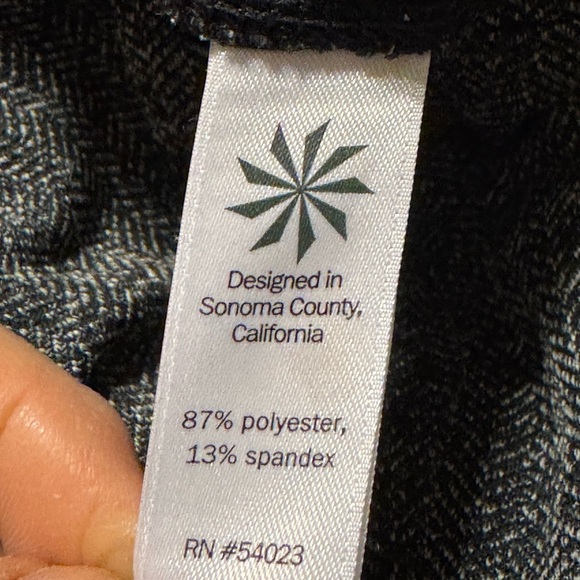 Designed in
Sonoma County,
California
87% polyester,
13% spandex
RN #54023